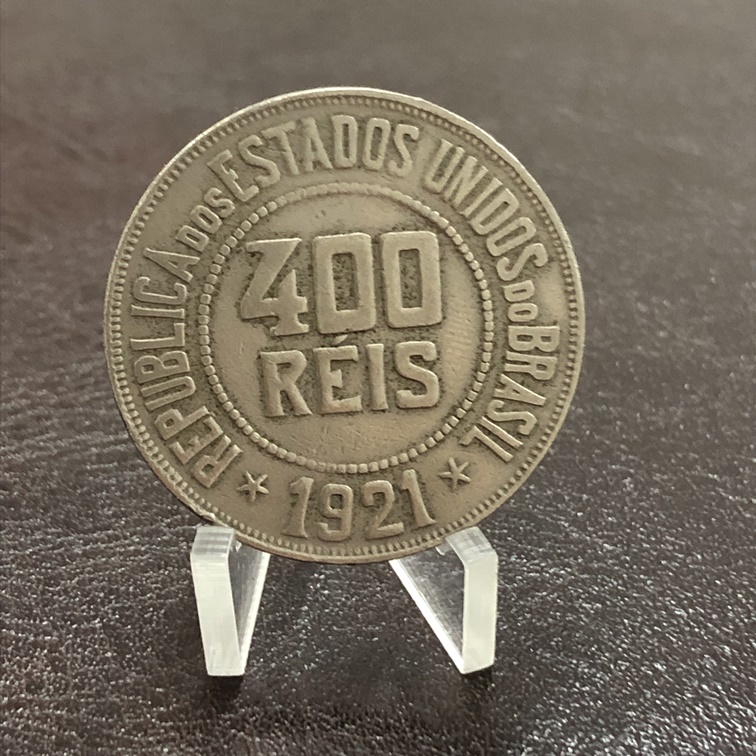 REPUBLICA DOS ESTADOS UNIDOS DO BRASIL
400
RÉIS
1921